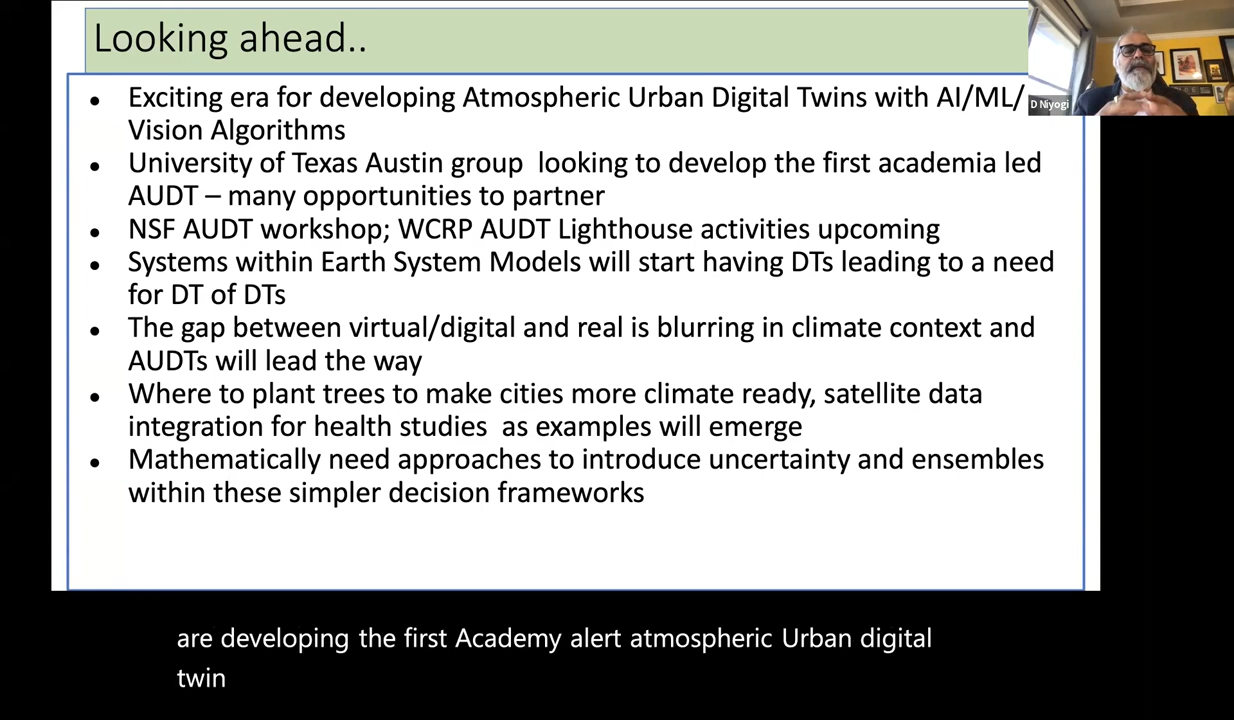 Looking ahead..
D Niyogi
• Exciting era for developing Atmospheric Urban Digital Twins with AI/ML/
Vision Algorithms
• University of Texas Austin group looking to develop the first academia led
AUDT – many opportunities to partner
• NSF AUDT workshop; WCRP AUDT Lighthouse activities upcoming
• Systems within Earth System Models will start having DTs leading to a need
for DT of DTs
• The gap between virtual/digital and real is blurring in climate context and
AUDTs will lead the way
• Where to plant trees to make cities more climate ready, satellite data
integration for health studies as examples will emerge
• Mathematically need approaches to introduce uncertainty and ensembles
within these simpler decision frameworks
are developing the first Academy alert atmospheric Urban digital
twin